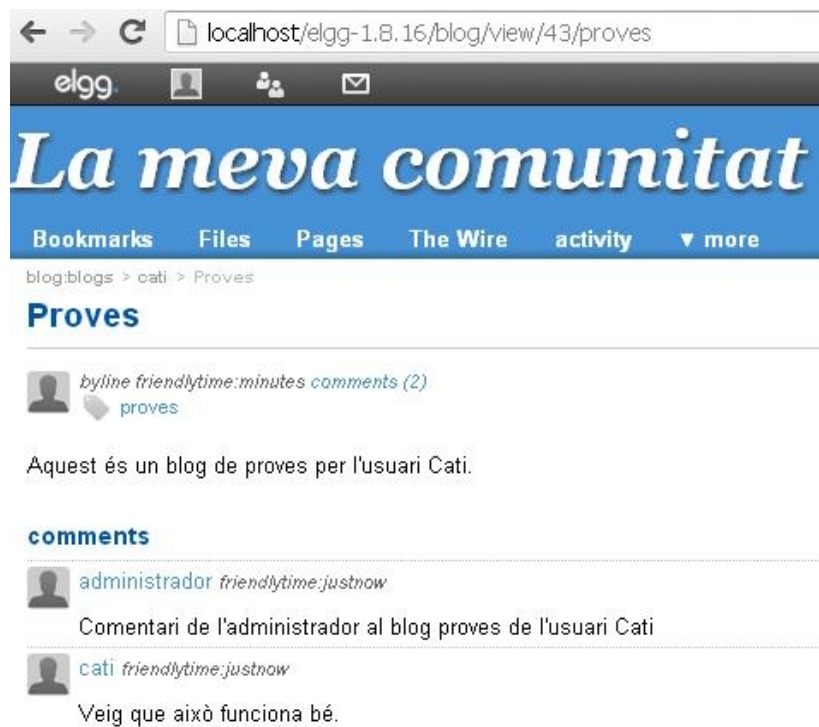 localhost/elgg-1.8.16/blog/view/43/proves
elgg.
La meva comunitat
Bookmarks Files Pages The Wire activity ▼ more
blog:blogs > cati > Proves
Proves
byline friendlytime:minutes comments (2)
proves
Aquest és un blog de proves per l'usuari Cati.
comments
administrador friendlytime:justnow
Comentari de l'administrador al blog proves de l'usuari Cati
cati friendlytime:justnow
Veig que això funciona bé.